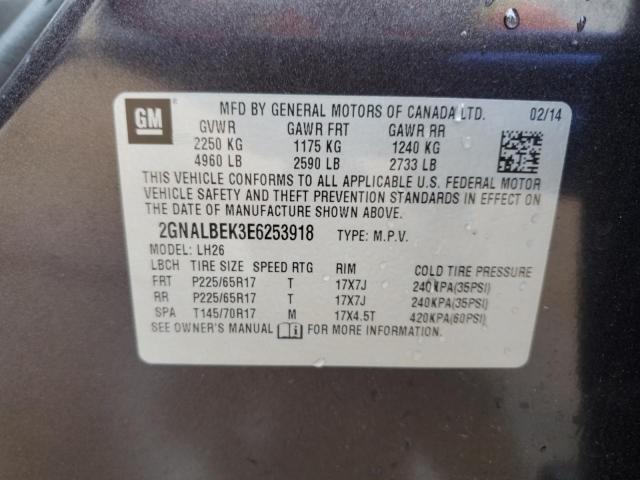 GM
MFD BY GENERAL MOTORS OF CANADA LTD. 02/14
GVWR GAWR FRT GAWR RR
2250 KG 1175 KG 1240 KG
4960 LB 2590 LB 2733 LB
THIS VEHICLE CONFORMS TO ALL APPLICABLE U.S. FEDERAL MOTOR
VEHICLE SAFETY AND THEFT PREVENTION STANDARDS IN EFFECT ON
THE DATE OF MANUFACTURE SHOWN ABOVE.
2GNALBEK3E6253918 TYPE: M.P.V.
MODEL: LH26
LBCH TIRE SIZE SPEED RTG RIM COLD TIRE PRESSURE
FRT P225/65R17 T 17X7J 240 KPA(35PSI)
RR P225/65R17 T 17X7J 240KPA(35PSI)
SPA T145/70R17 M 17X4.5T 420KPA(60PSI)
SEE OWNER'S MANUAL FOR MORE INFORMATION.